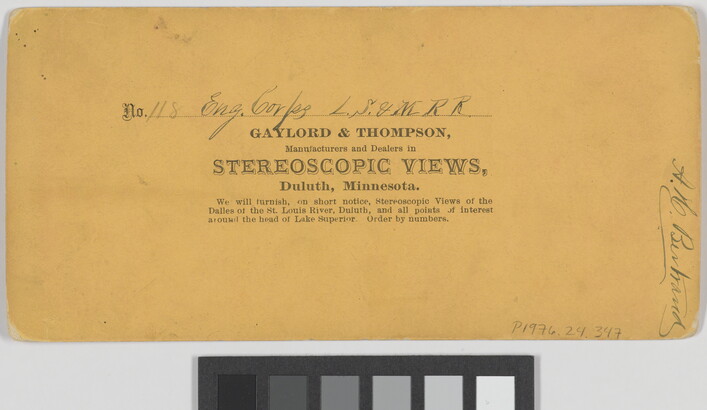 No. 118 Eng. Corps L. S. & M R R.
GAYLORD & THOMPSON,
Manufacturers and Dealers in
STEREOSCOPIC VIEWS,
Duluth, Minnesota.
We will furnish, on short notice, Stereoscopic Views of the
Dalles of the St. Louis River, Duluth, and all points of interest
around the head of Lake Superior. Order by numbers.
A. H. Bertrand
P1976.24.347